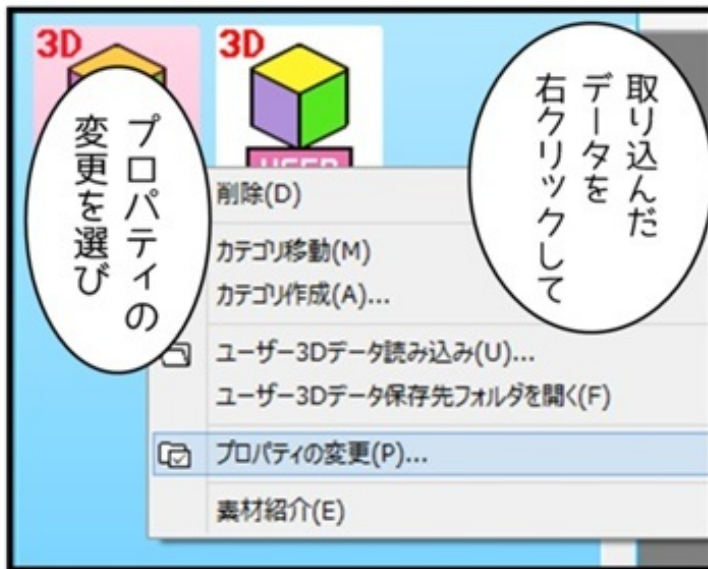 取り込んだ
データを
右クリックして
プロパティの
変更を選び
3D
3D
USER
削除(D)
カテゴリ移動(M)
カテゴリ作成(A)...
ユーザー3Dデータ読み込み(U)...
ユーザー3Dデータ保存先フォルダを開く(F)
プロパティの変更(P)...
素材紹介(E)